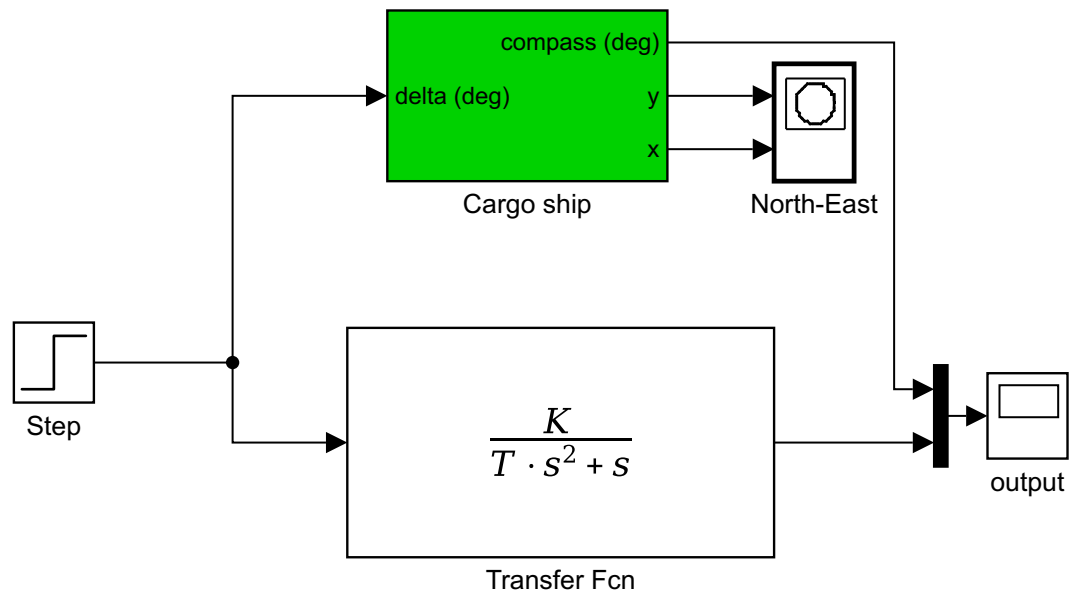 compass (deg)
delta (deg)
y
x
Cargo ship
North-East
Step
K
T · s² + s
output
Transfer Fcn